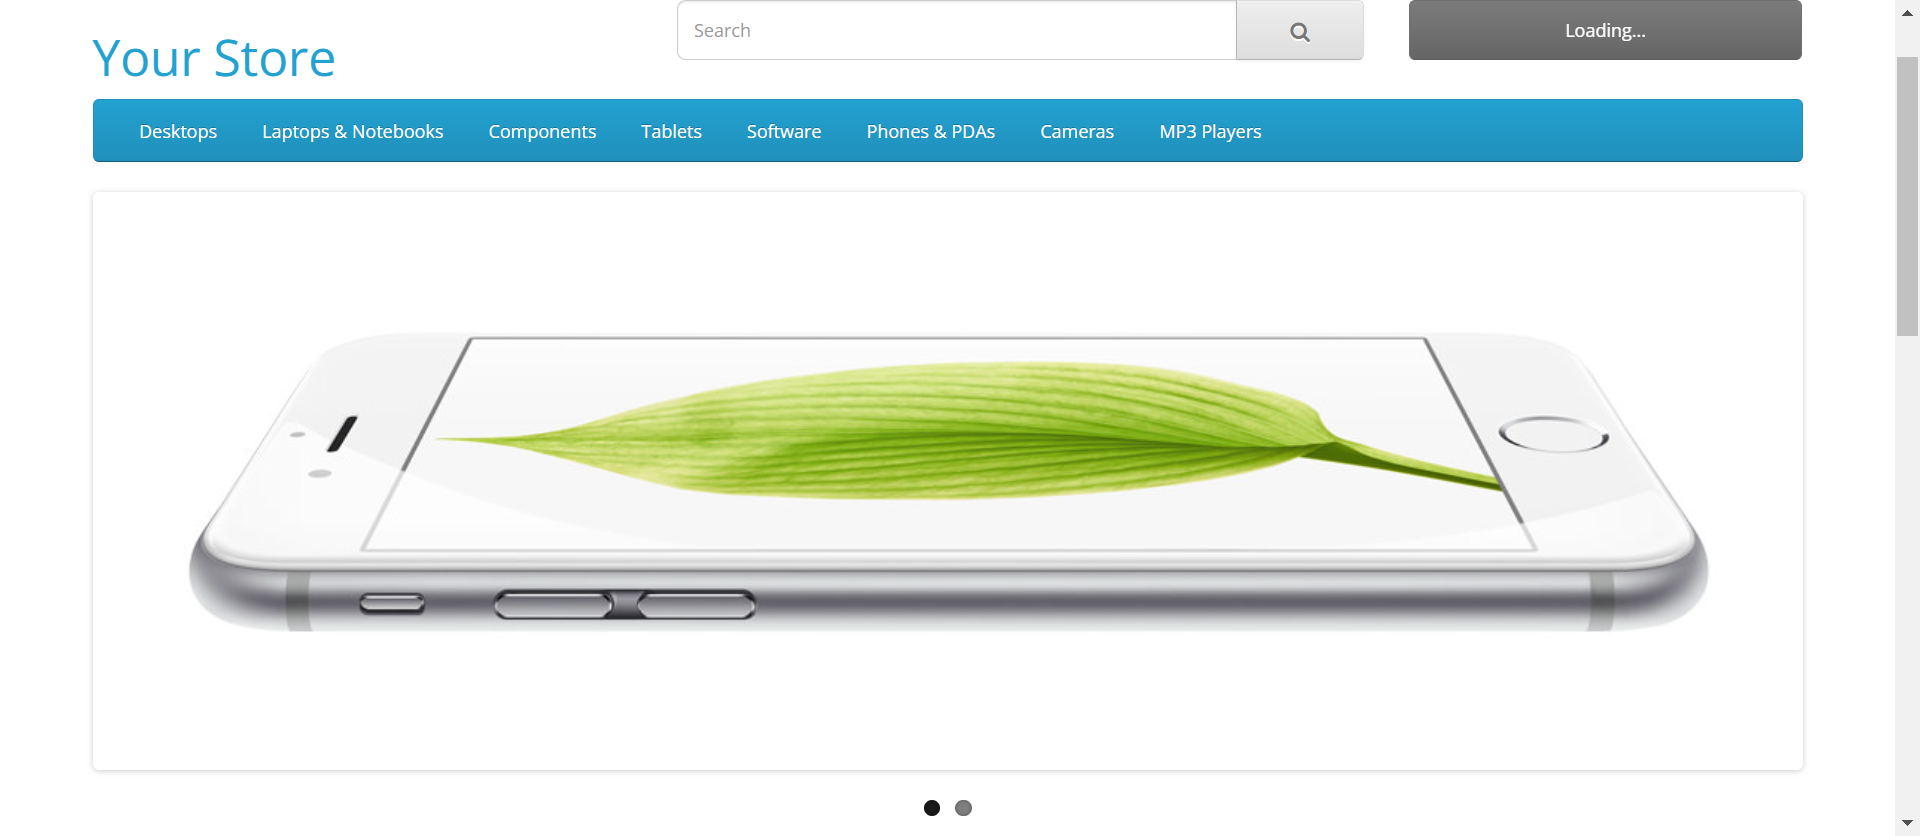 Search
Loading...
Your Store
Desktops
Laptops & Notebooks
Components
Tablets
Software
Phones & PDAs
Cameras
MP3 Players